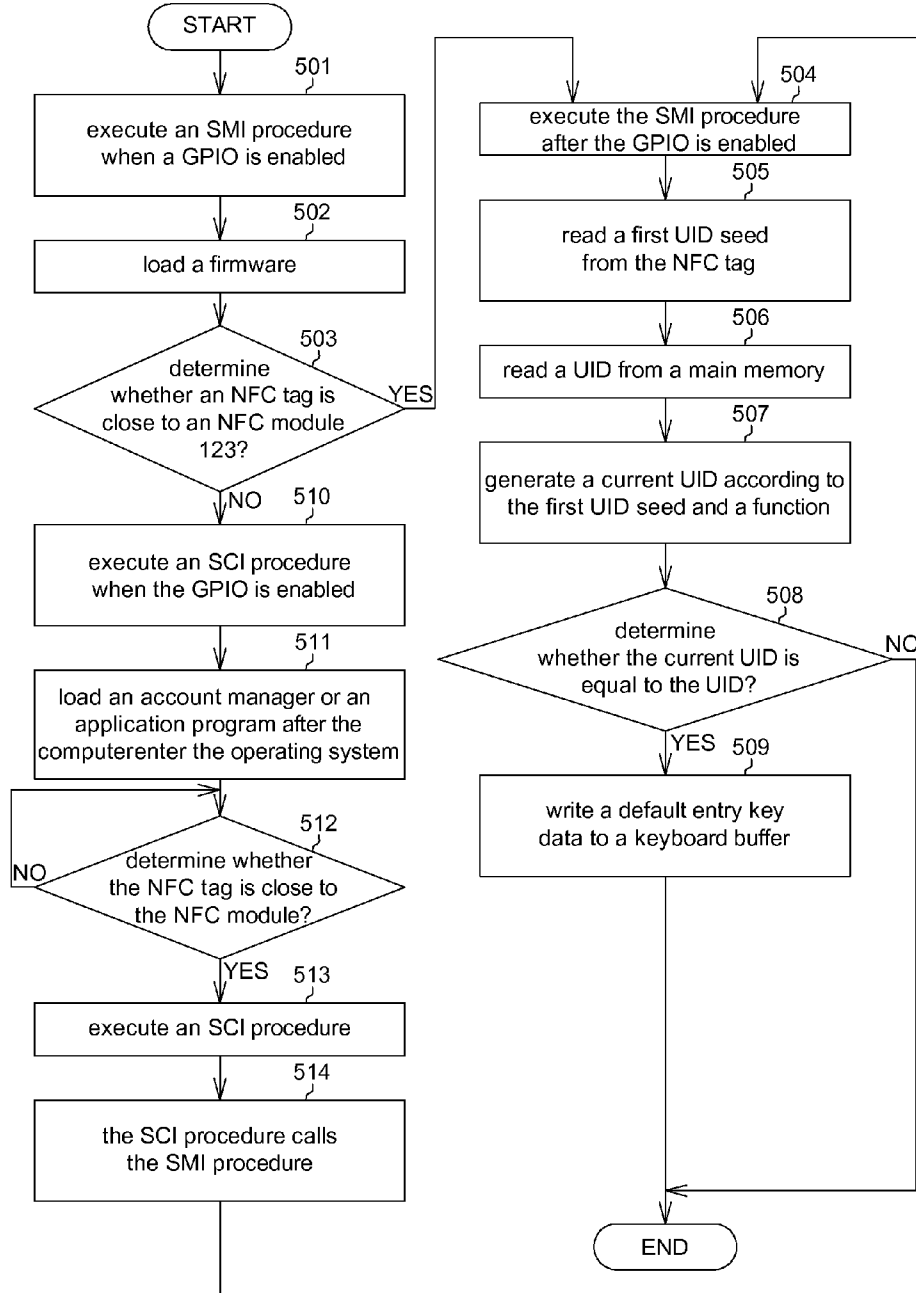 START
501
execute an SMI procedure
when a GPIO is enabled
502
load a firmware
503
determine
whether an NFC tag is
close to an NFC module
123?
YES
NO
510
execute an SCI procedure
when the GPIO is enabled
511
load an account manager or an
application program after the
computerenter the operating system
512
determine whether
the NFC tag is close to
the NFC module?
NO
YES
513
execute an SCI procedure
514
the SCI procedure calls
the SMI procedure
504
execute the SMI procedure
after the GPIO is enabled
505
read a first UID seed
from the NFC tag
506
read a UID from a main memory
507
generate a current UID according to
the first UID seed and a function
508
determine
whether the current UID is
equal to the UID?
NO
YES
509
write a default entry key
data to a keyboard buffer
END